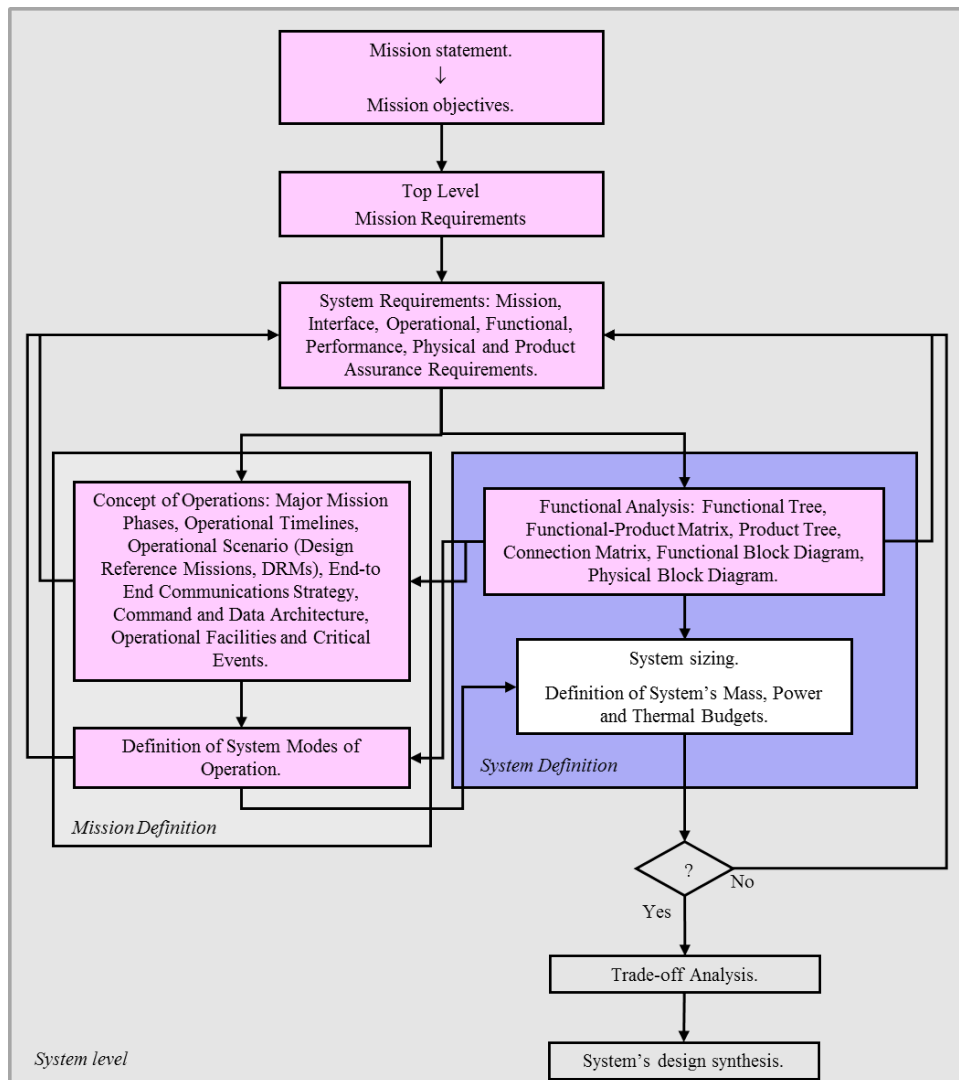 Mission statement.
↓
Mission objectives.
Top Level
Mission Requirements
System Requirements: Mission,
Interface, Operational, Functional,
Performance, Physical and Product
Assurance Requirements.
Concept of Operations: Major Mission
Phases, Operational Timelines,
Operational Scenario (Design
Reference Missions, DRMs), End-to
End Communications Strategy,
Command and Data Architecture,
Operational Facilities and Critical
Events.
Functional Analysis: Functional Tree,
Functional-Product Matrix, Product Tree,
Connection Matrix, Functional Block Diagram,
Physical Block Diagram.
System sizing.
Definition of System's Mass, Power
and Thermal Budgets.
Definition of System Modes of
Operation.
System Definition
Mission Definition
?
No
Yes
Trade-off Analysis.
System's design synthesis.
System level